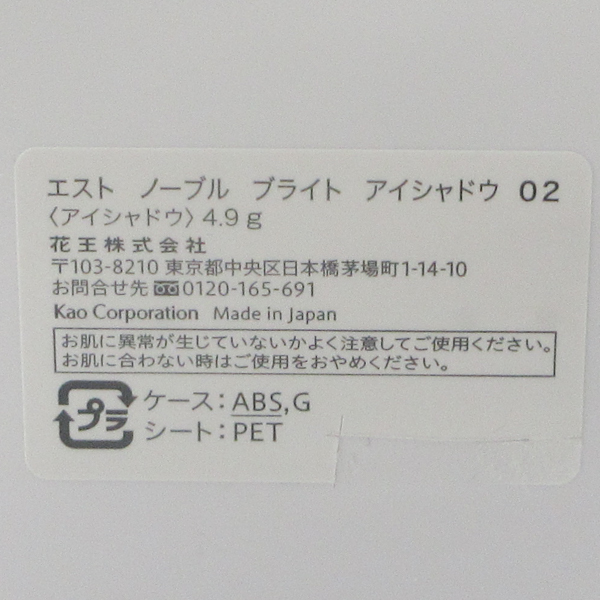 エスト ノーブル ブライト アイシャドウ 02
〈アイシャドウ〉4.9g
花王株式会社
〒103-8210 東京都中央区日本橋茅場町1-14-10
お問合せ先 0120-165-691
Kao Corporation Made in Japan
お肌に異常が生じていないかよく注意してご使用ください。
お肌に合わない時はご使用をおやめください。
プラ
ケース:ABS,G
シート:PET